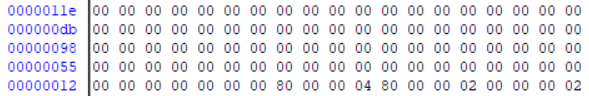 0000011e 00 00 00 00 00 00 00 00 00 00 00 00 00 00 00 00 00 00 00
000000db 00 00 00 00 00 00 00 00 00 00 00 00 00 00 00 00 00 00 00
00000098 00 00 00 00 00 00 00 00 00 00 00 00 00 00 00 00 00 00 00
00000055 00 00 00 00 00 00 00 00 00 00 00 00 00 00 00 00 00 00 00
00000012 00 00 00 00 00 00 00 80 00 00 04 80 00 00 02 00 00 00 02